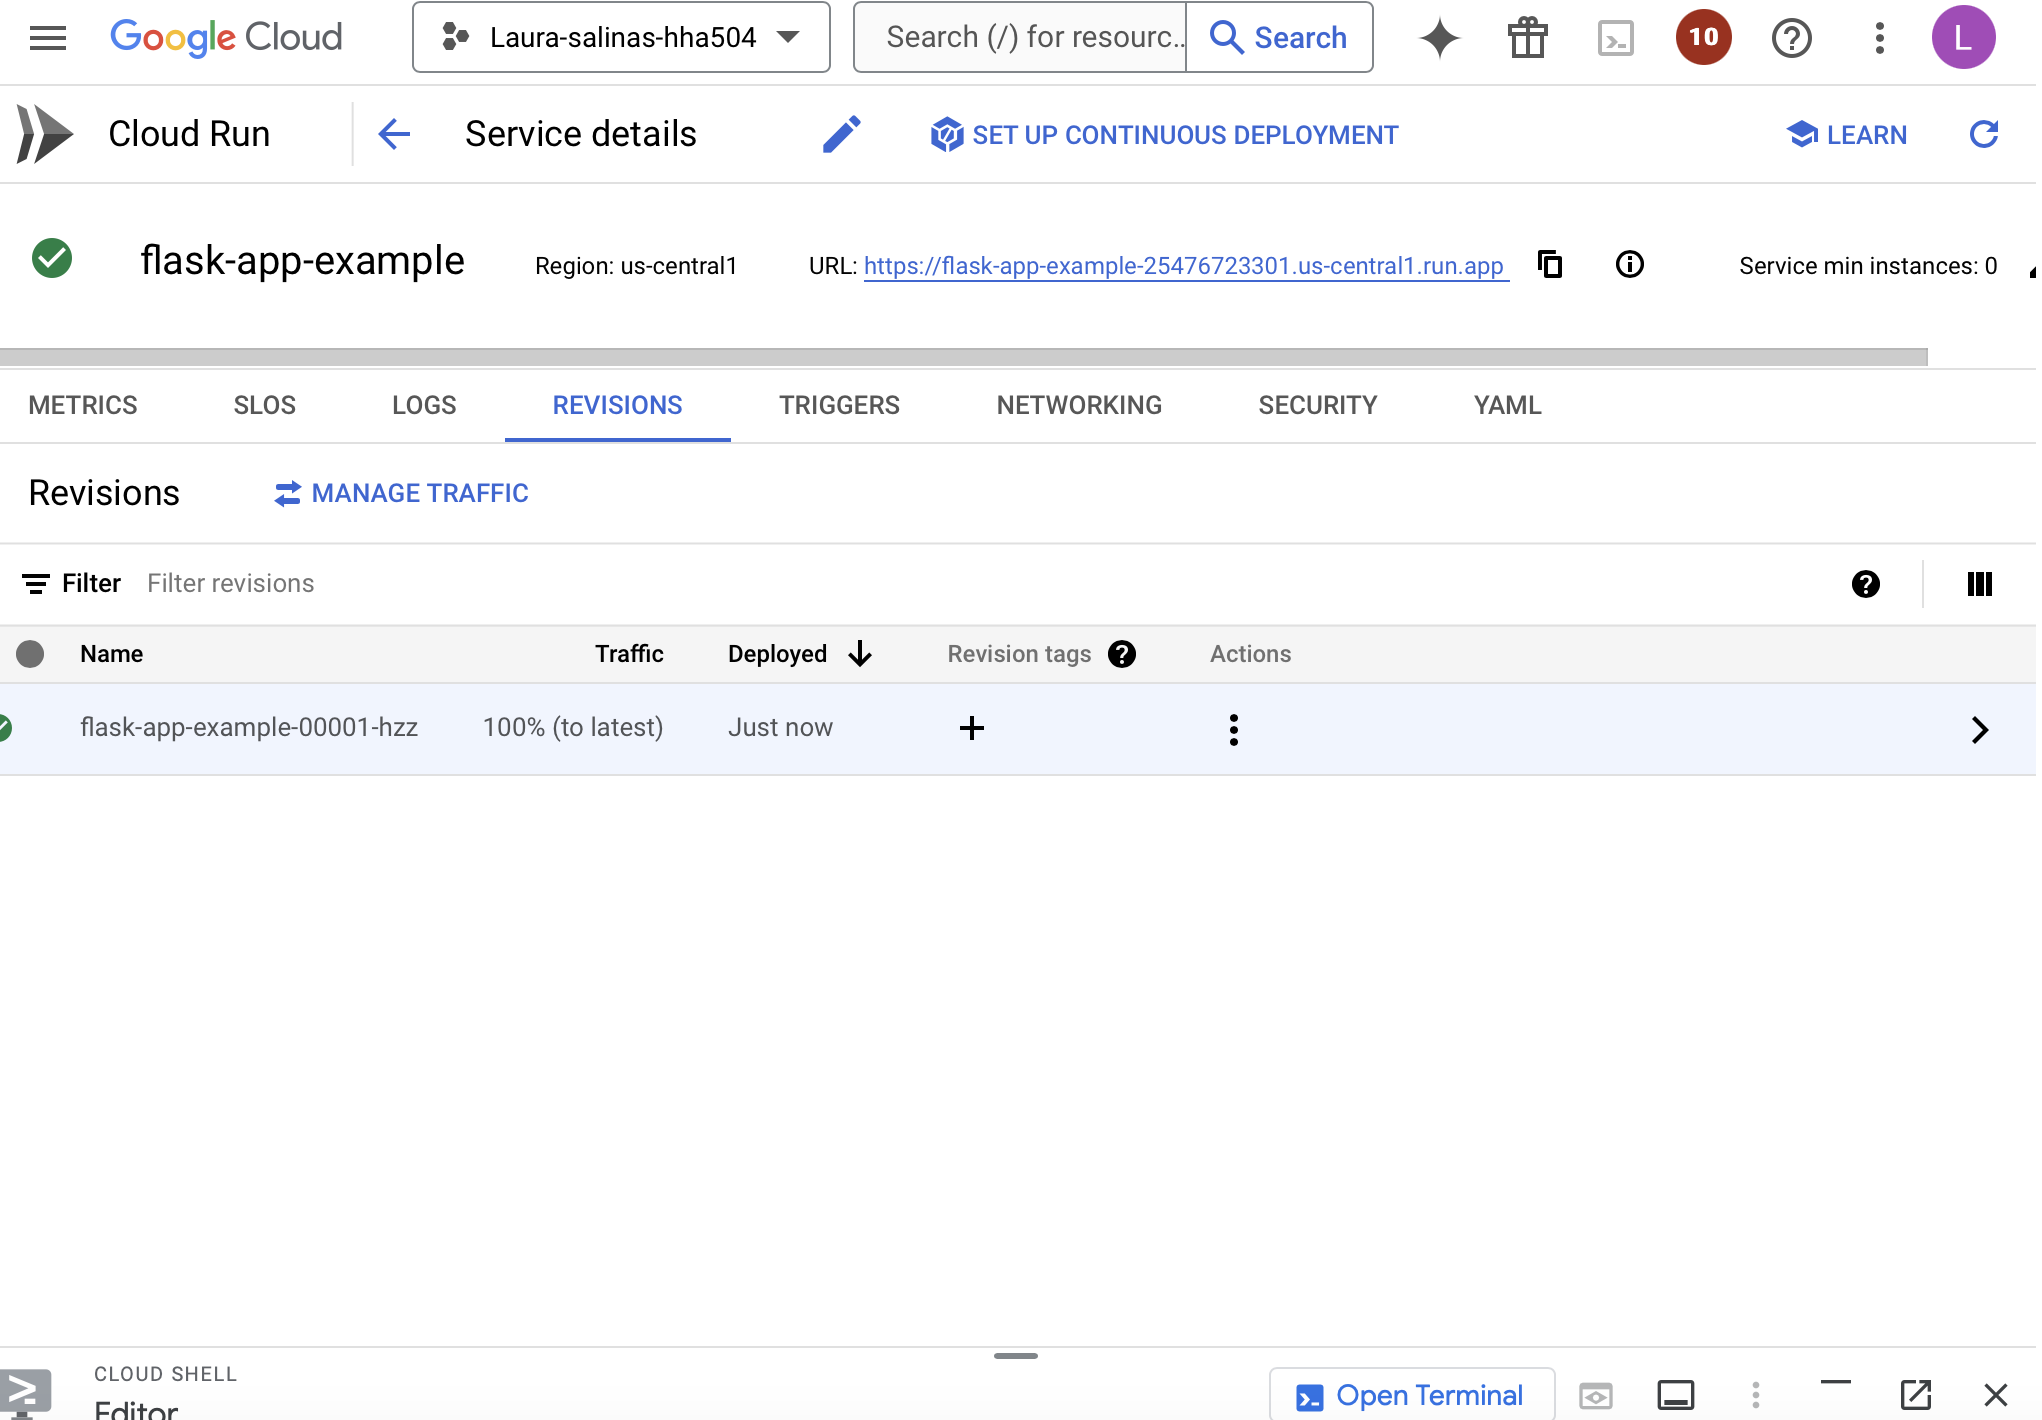 Google Cloud Laura-salinas-hha504 Search (/) for resourc... Search 10 L
Cloud Run Service details SET UP CONTINUOUS DEPLOYMENT LEARN
flask-app-example Region: us-central1 URL: https://flask-app-example-25476723301.us-central1.run.app Service min instances: 0
METRICS SLOS LOGS REVISIONS TRIGGERS NETWORKING SECURITY YAML
Revisions MANAGE TRAFFIC
Filter Filter revisions
Name Traffic Deployed Revision tags Actions
flask-app-example-00001-hzz 100% (to latest) Just now
CLOUD SHELL
Editor Open Terminal